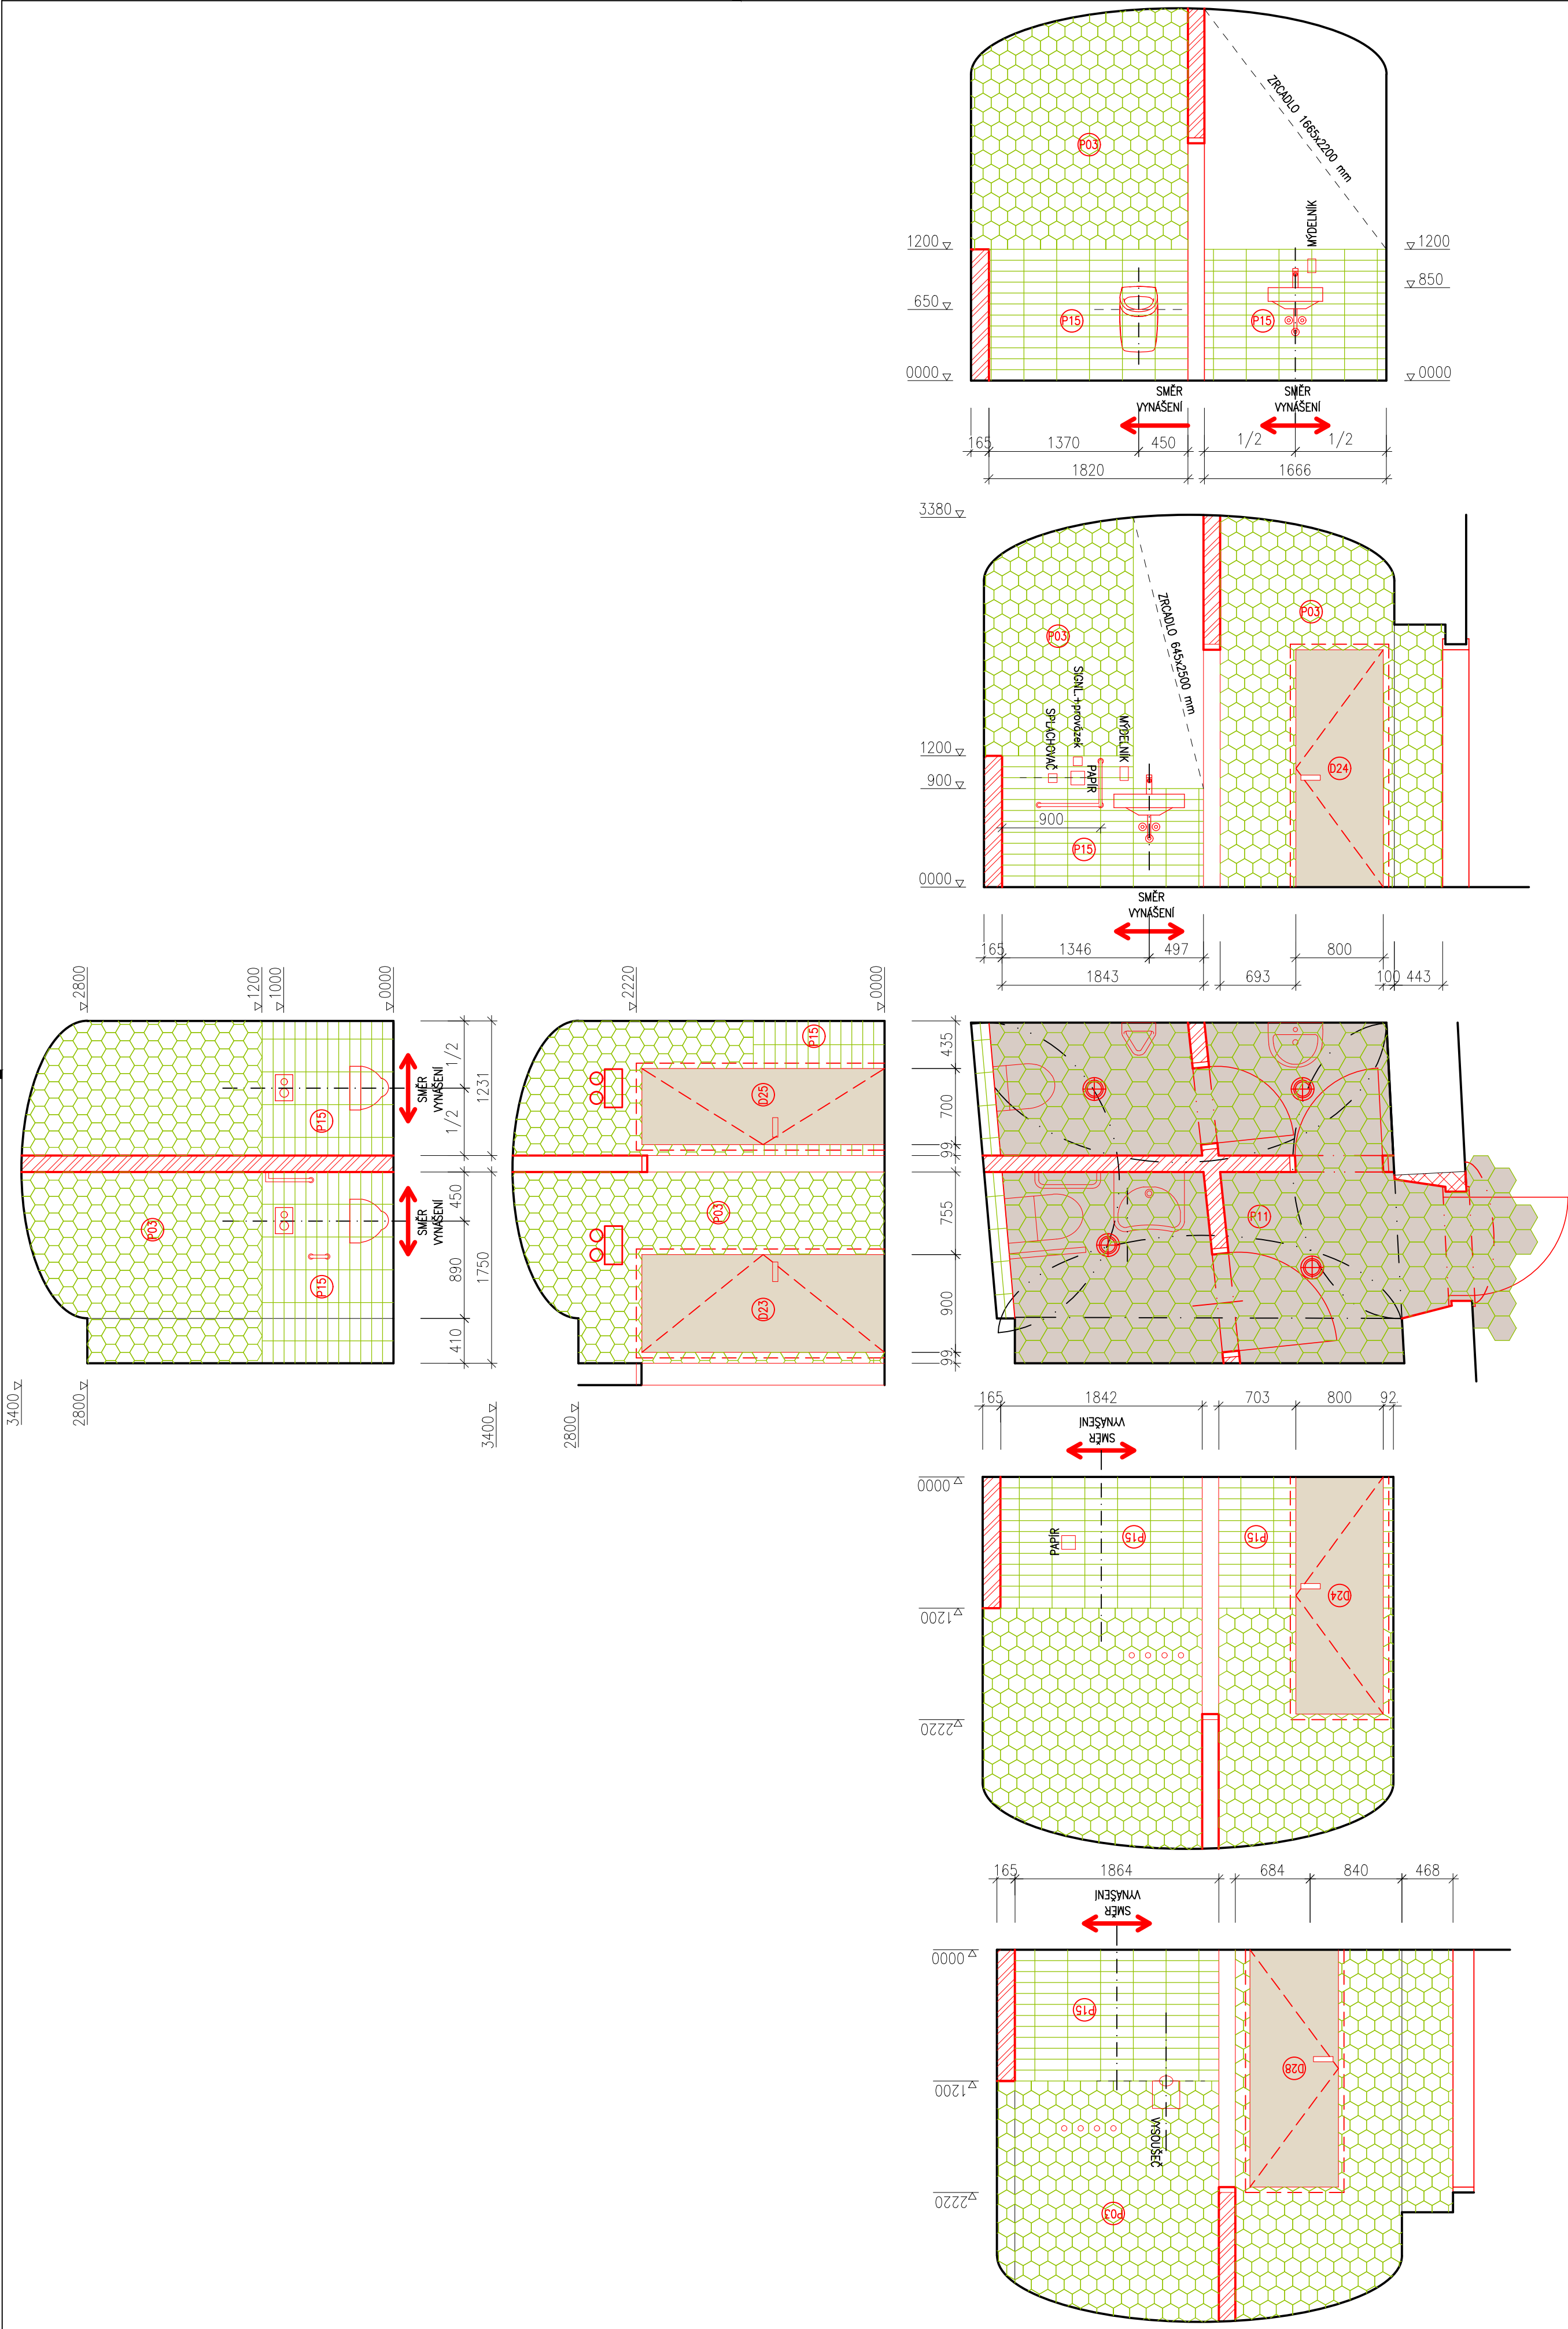 ZRCADLO 1665x2200 mm
P03
MÝDELNÍK
1200
1200
850
650
P15
P15
0000
0000
SMĚR
VYNÁŠENÍ
SMĚR
VYNÁŠENÍ
165
1370
450
1/2
1/2
1820
1666
3380
ZRCADLO 645x2500 mm
P03
P03
SIGNL.+provázek
SPLACHOVAČ
MÝDELNÍK
PAPÍR
1200
900
D24
900
P15
0000
SMĚR
VYNÁŠENÍ
165
1346
497
800
1843
693
100
443
2800
1200
1000
0000
2220
0000
P15
1/2
1231
SMĚR
VYNÁŠENÍ
1/2
P15
D25
435
700
99
450
SMĚR
VYNÁŠENÍ
P03
890
1750
P15
410
P03
D23
755
P11
900
99
3400
2800
3400
2800
165
1842
703
800
92
SMĚR
VYNÁŠENÍ
0000
PAPÍR
P15
P15
D24
1200
2220
165
1864
684
840
468
SMĚR
VYNÁŠENÍ
0000
P15
D28
1200
VYSOUŠEČ
2220
P03